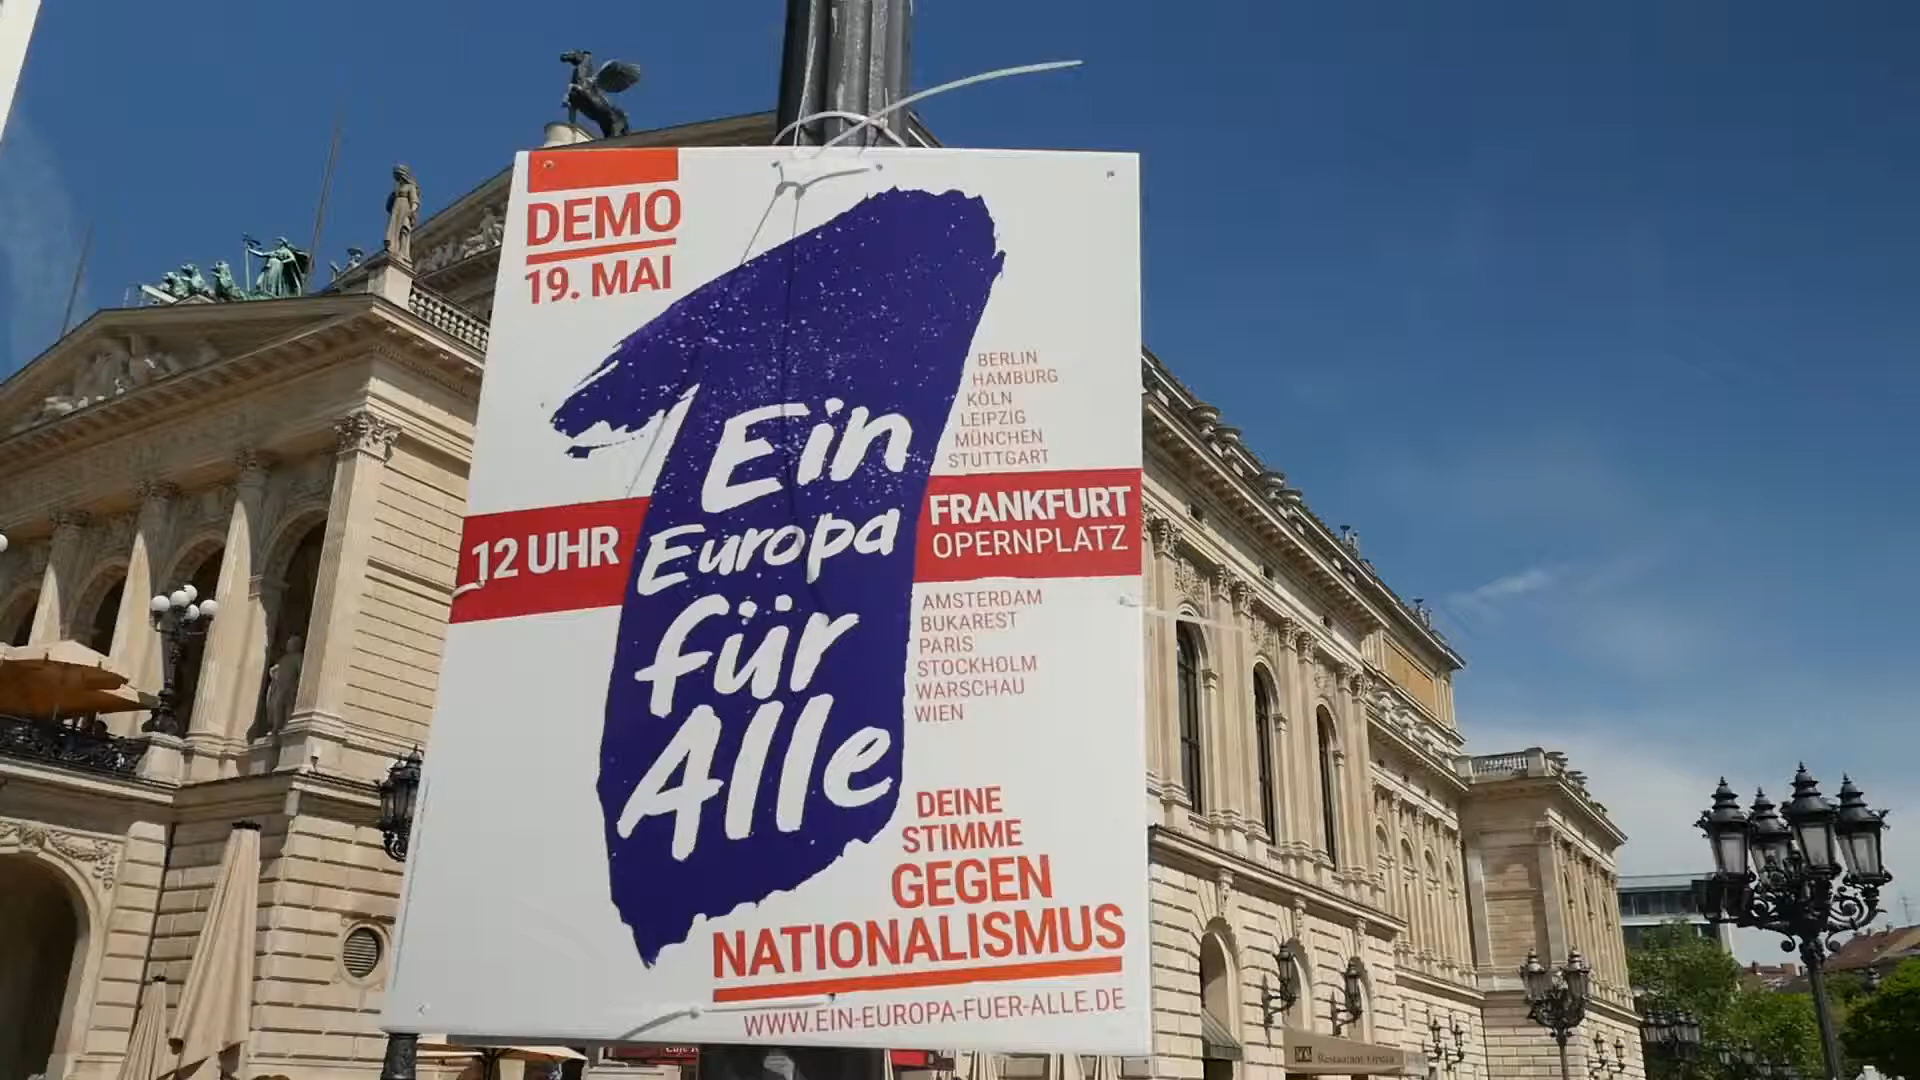 DEMO
19. MAI
BERLIN
HAMBURG
KÖLN
LEIPZIG
MÜNCHEN
STUTTGART
12 UHR
FRANKFURT
OPERNPLATZ
Ein
Europa
für
Alle
AMSTERDAM
BUKAREST
PARIS
STOCKHOLM
WARSCHAU
WIEN
DEINE
STIMME
GEGEN
NATIONALISMUS
WWW.EIN-EUROPA-FUER-ALLE.DE